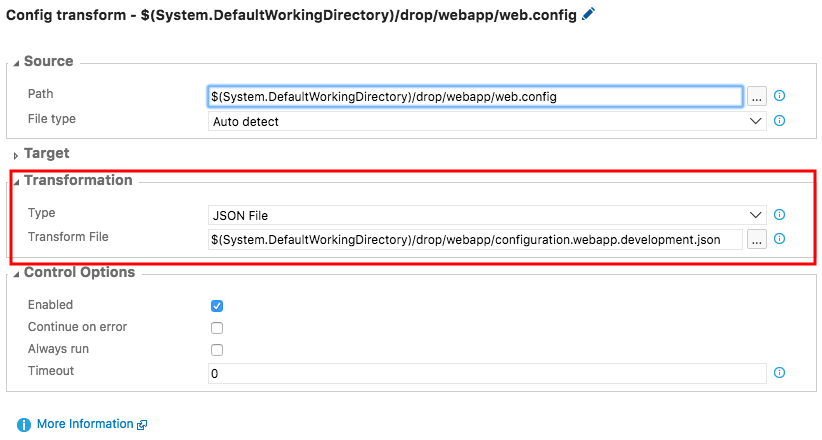 Config transform - $(System.DefaultWorkingDirectory)/drop/webapp/web.config
Source
Path $(System.DefaultWorkingDirectory)/drop/webapp/web.config ...
File type Auto detect
Target
Transformation
Type JSON File
Transform File $(System.DefaultWorkingDirectory)/drop/webapp/configuration.webapp.development.json ...
Control Options
Enabled
Continue on error
Always run
Timeout 0
More Information